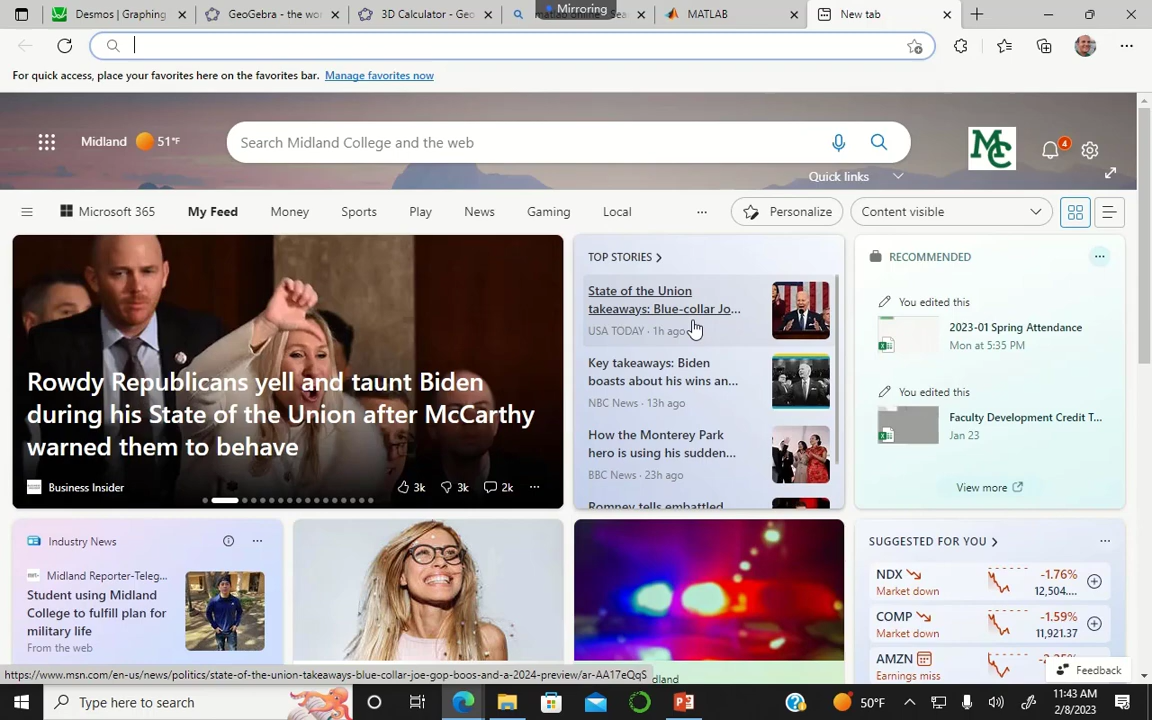 Desmos | Graphing
GeoGebra - the wo
3D Calculator - Geo
Mirroring
MATLAB
New tab
For quick access, place your favorites here on the favorites bar. Manage favorites now
Midland 51°F
Search Midland College and the web
MC
4
Quick links
Microsoft 365
My Feed
Money
Sports
Play
News
Gaming
Local
Personalize
Content visible
Rowdy Republicans yell and taunt Biden
during his State of the Union after McCarthy
warned them to behave
Business Insider
3k
3k
2k
TOP STORIES
State of the Union
takeaways: Blue-collar Jo...
USA TODAY · 1h ago
Key takeaways: Biden
boasts about his wins an...
NBC News · 13h ago
How the Monterey Park
hero is using his sudden...
BBC News · 23h ago
Romney tells embattled
RECOMMENDED
You edited this
2023-01 Spring Attendance
Mon at 5:35 PM
You edited this
Faculty Development Credit T...
Jan 23
View more
Industry News
Midland Reporter-Teleg...
Student using Midland
College to fulfill plan for
military life
From the web
SUGGESTED FOR YOU
NDX -1.76%
Market down 12,504....
COMP -1.59%
Market down 11,921.37
AMZN
Earnings miss
Feedback
https://www.msn.com/en-us/news/politics/state-of-the-union-takeaways-blue-collar-joe-gop-boos-and-a-2024-preview/ar-AA17eQqS
dland
Type here to search
50°F
11:43 AM
2/8/2023